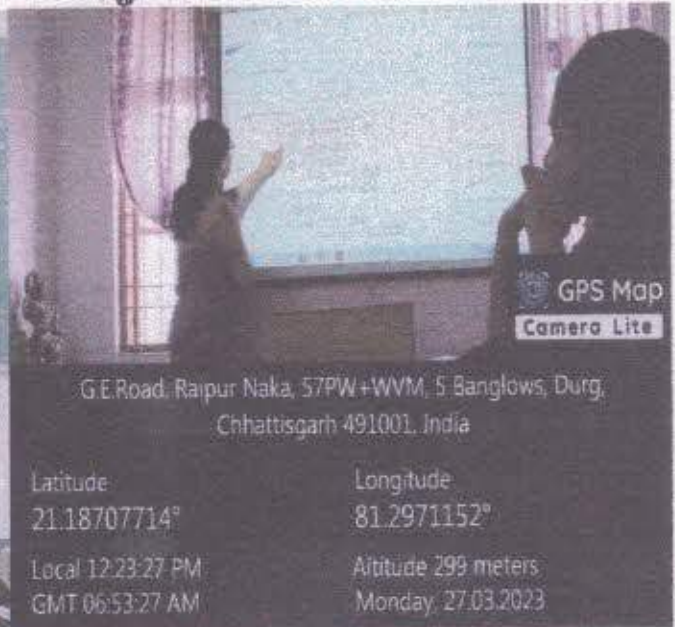 GPS Map
Camera Lite
G.E.Road, Raipur Naka, 57PW+WVM, 5 Banglows, Durg,
Chhattisgarh 491001, India
Latitude
21.18707714°
Longitude
81.2971152°
Local 12:23:27 PM
GMT 06:53:27 AM
Altitude 299 meters
Monday, 27.03.2023